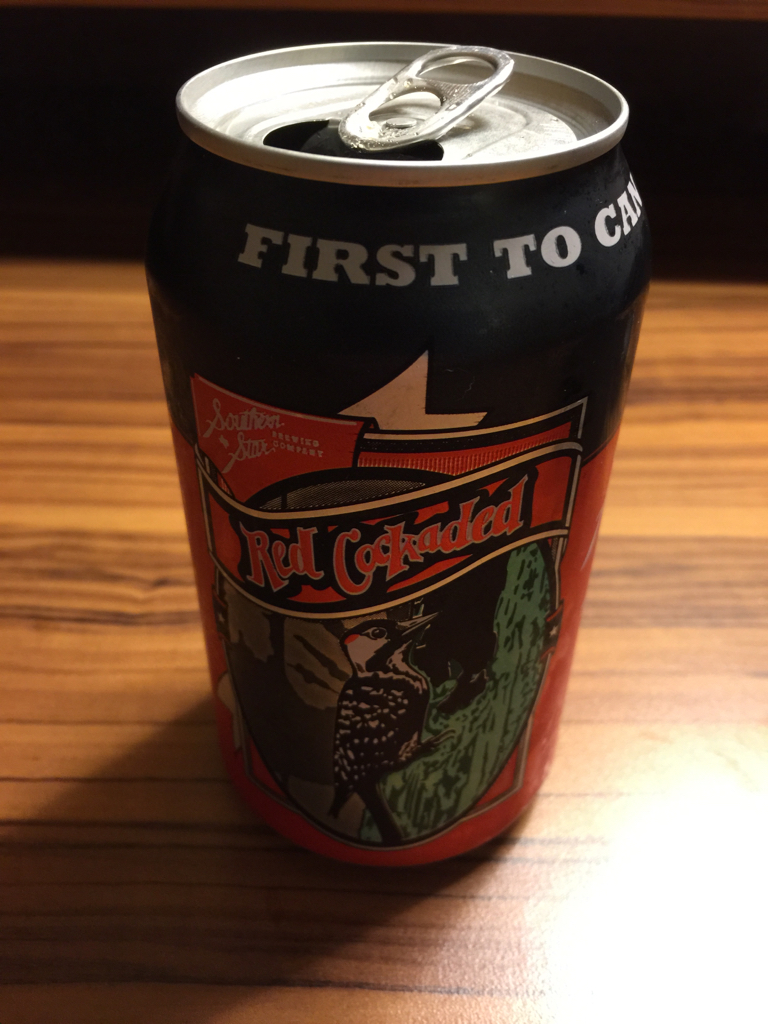 FIRST TO CAN
Southern
Star
BREWING
COMPANY
Red Cockaded